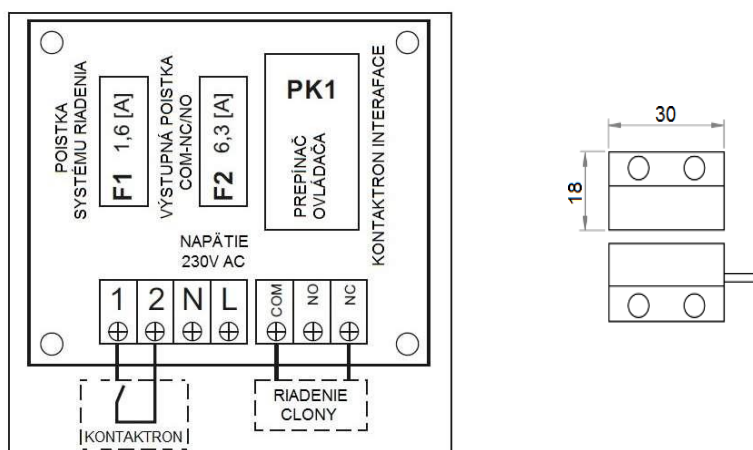 POISTKA
SYSTÉMU RIADENIA
F1 1,6 [A]
VÝSTUPNÁ POISTKA
COM-NC/NO
F2 6,3 [A]
PK1
PREPÍNAČ
OVLÁDAČA
KONTAKTRON INTERAFACE
NAPÄTIE
230V AC
1 2 N L
COM NO NC
KONTAKTRON
RIADENIE
CLONY
30
18